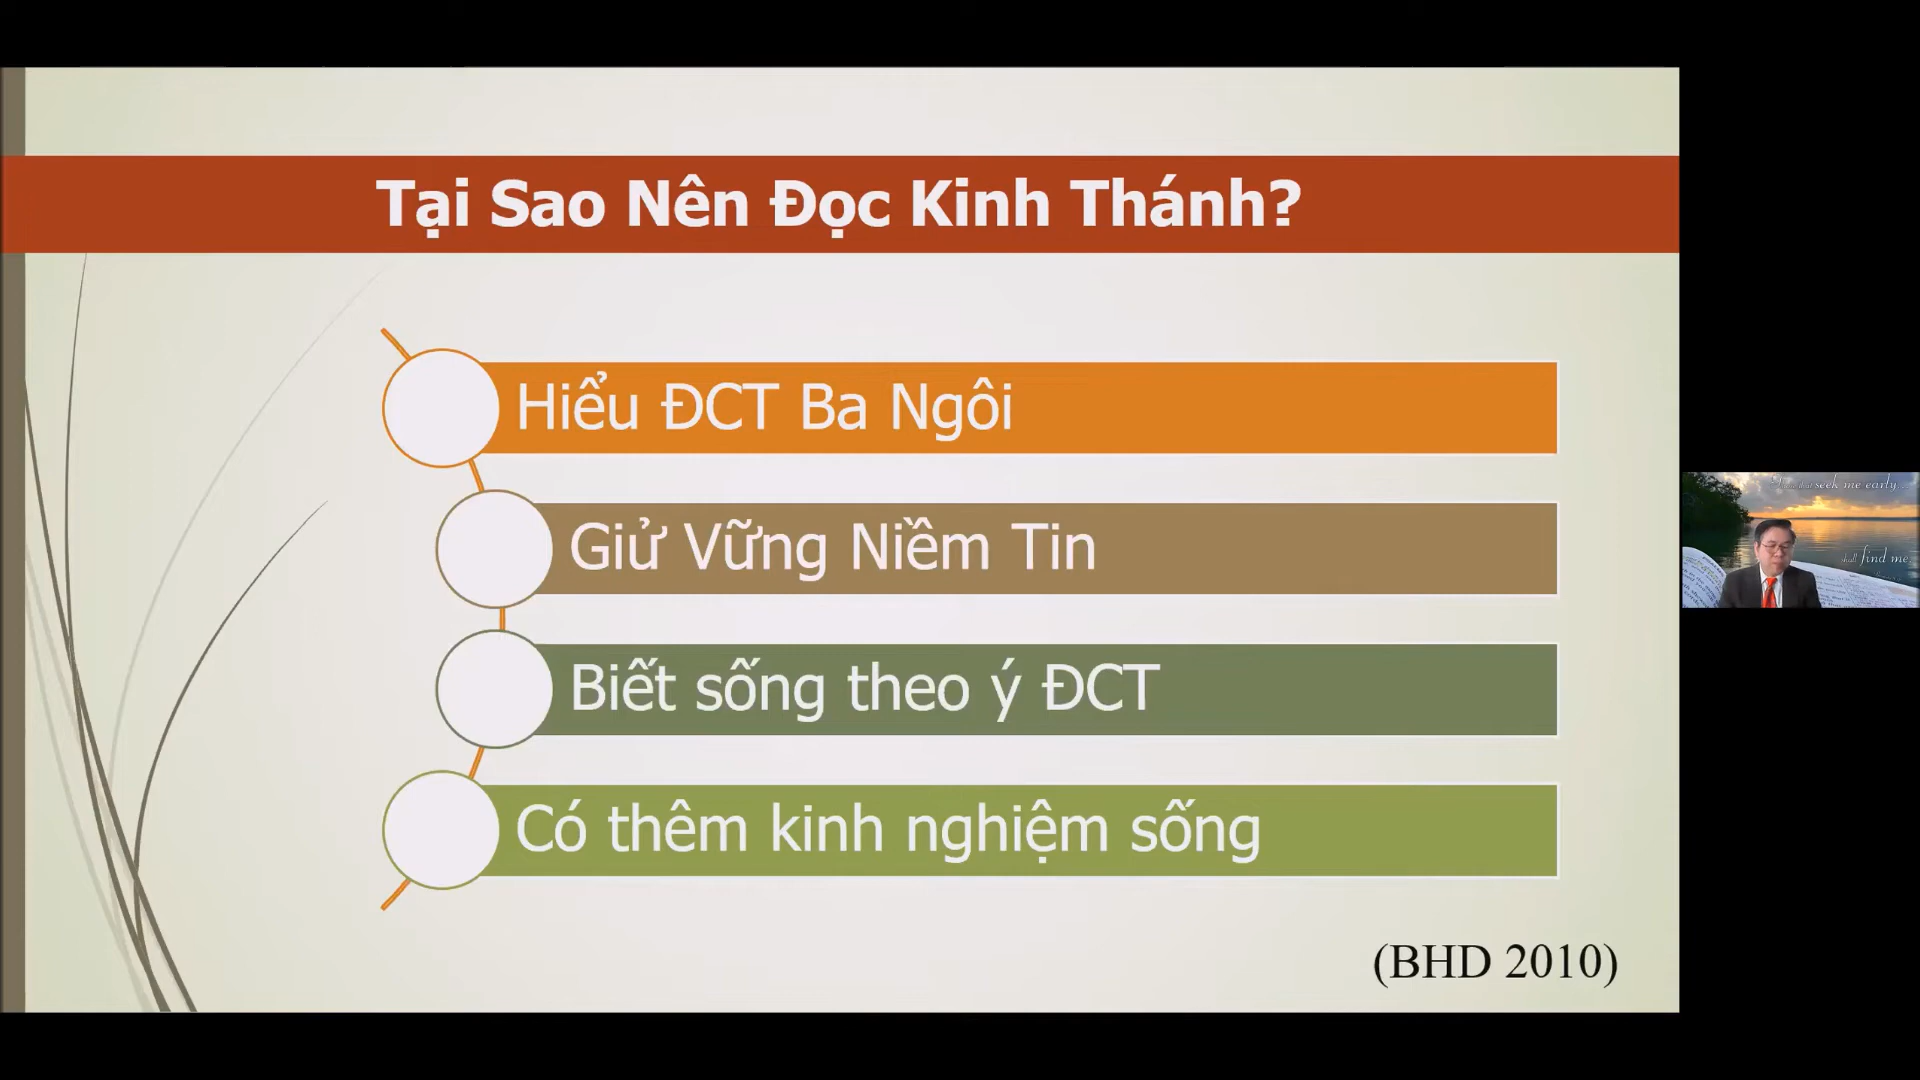 Tại Sao Nên Đọc Kinh Thánh?
Hiểu ĐCT Ba Ngôi
Giử Vững Niềm Tin
Biết sống theo ý ĐCT
Có thêm kinh nghiệm sống
(BHD 2010)
seek me early...
shall find me.